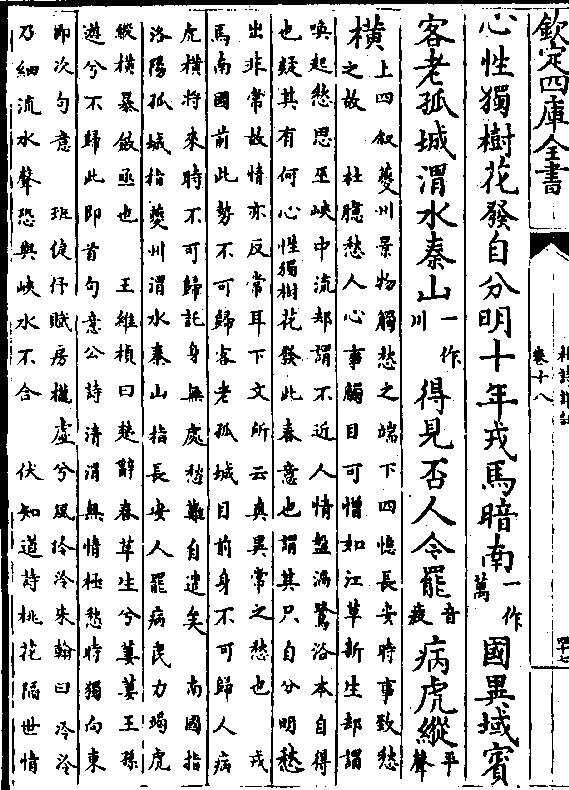 欽定四庫全書
卷十八
心性獨樹花發自分明十年戎馬暗南一作萬國異域賓
客老孤城渭水秦山一作川得見否人今罷音疲病虎縱平聲
橫上四叙夔州景物觸愁之端下四憶長安時事致愁
之故 杜臆愁人心事觸目可憎如江草新生却謂
喚起愁思巫峽中流却謂不近人情盤渦鷺浴本自得
也疑其有何心性獨樹花發此春意也謂其只自分明愁
出非常故情亦反常耳下文所云真異常之愁也 戎
馬南國前此勢不可歸客老孤城目前身不可歸人病
虎橫將來時不可歸託身無處愁難自遣矣 南國指
洛陽孤城指夔州渭水秦山指長安人罷病民力竭虎
縱橫暴斂亟也 王維楨曰楚辭春草生兮萋萋王孫
遊兮不歸此即首句意公詩清渭無情極愁時獨向東
即次句意 班倢伃賦房櫳虛兮風泠泠朱翰曰泠泠
乃細流水聲恐與峽水不合 伏知道詩桃花隔世情